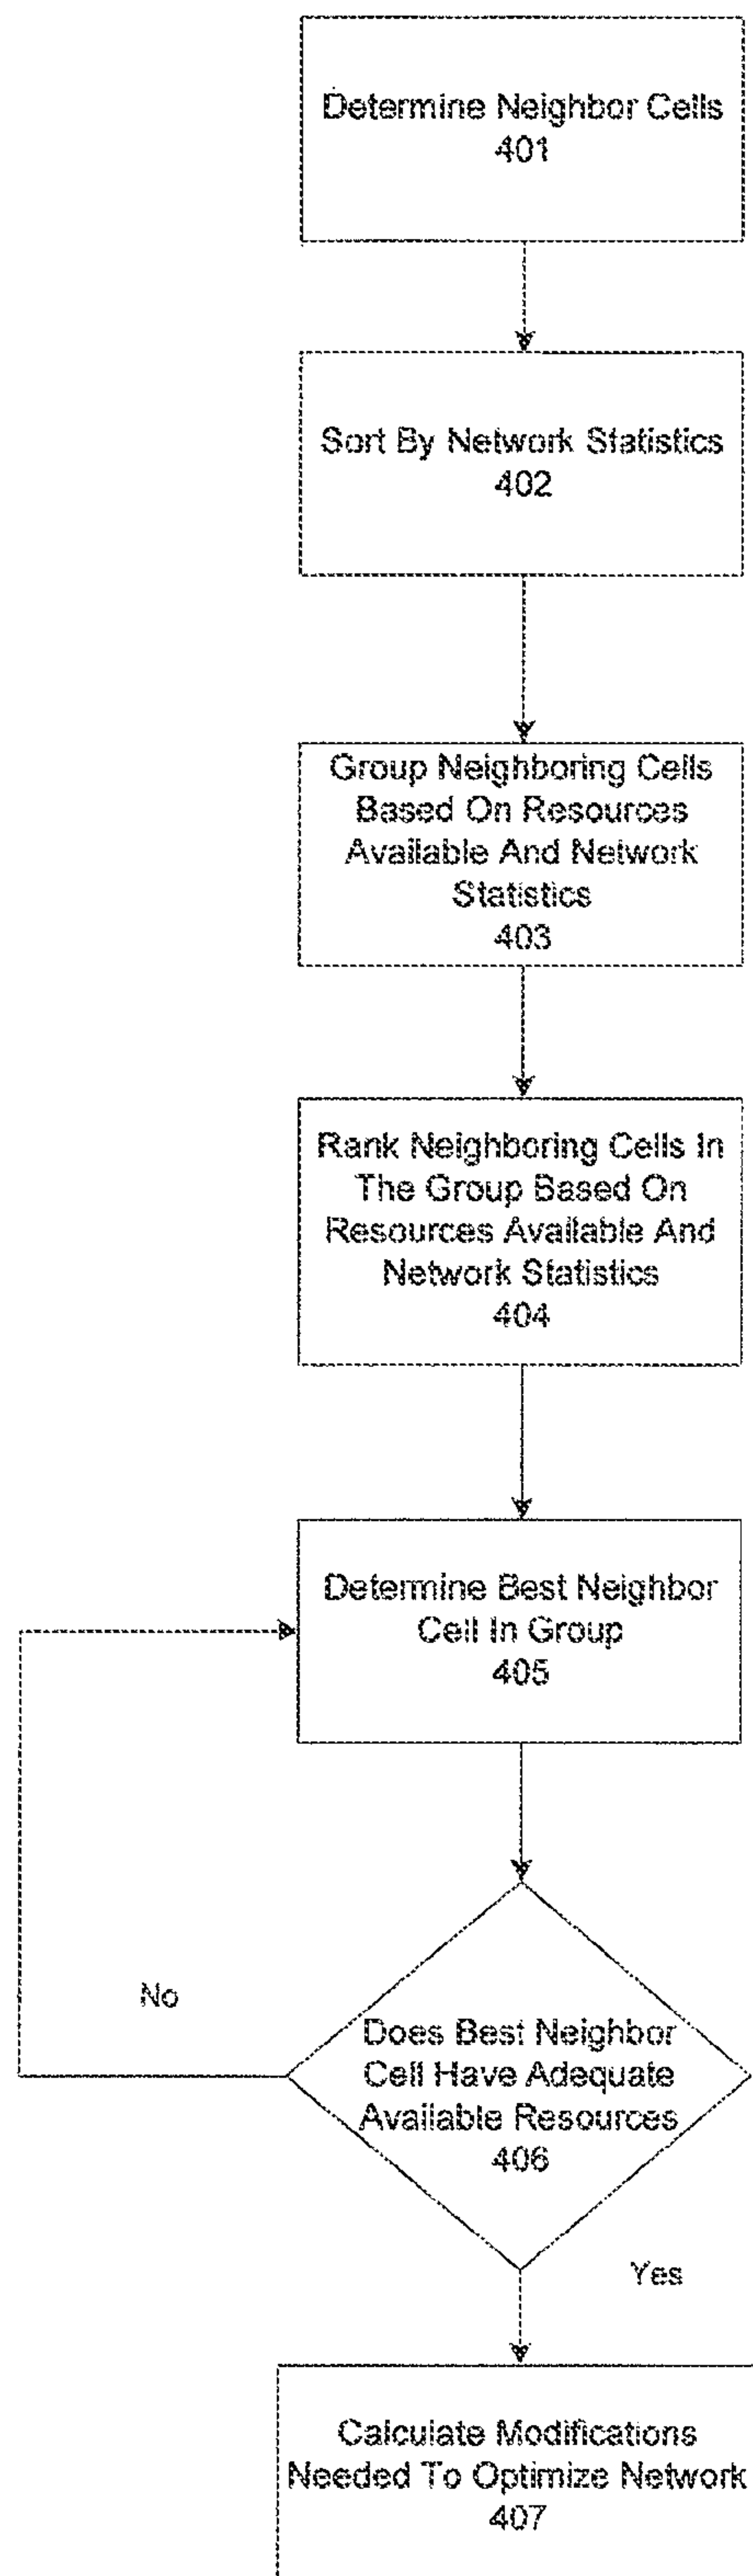 Determine Neighbor Cells
401
Sort By Network Statistics
402
Group Neighboring Cells
Based On Resources
Available And Network
Statistics
403
Rank Neighboring Cells In
The Group Based On
Resources Available And
Network Statistics
404
Determine Best Neighbor
Cell In Group
405
No
Does Best Neighbor
Cell Have Adequate
Available Resources
406
Yes
Calculate Modifications
Needed To Optimize Network
407